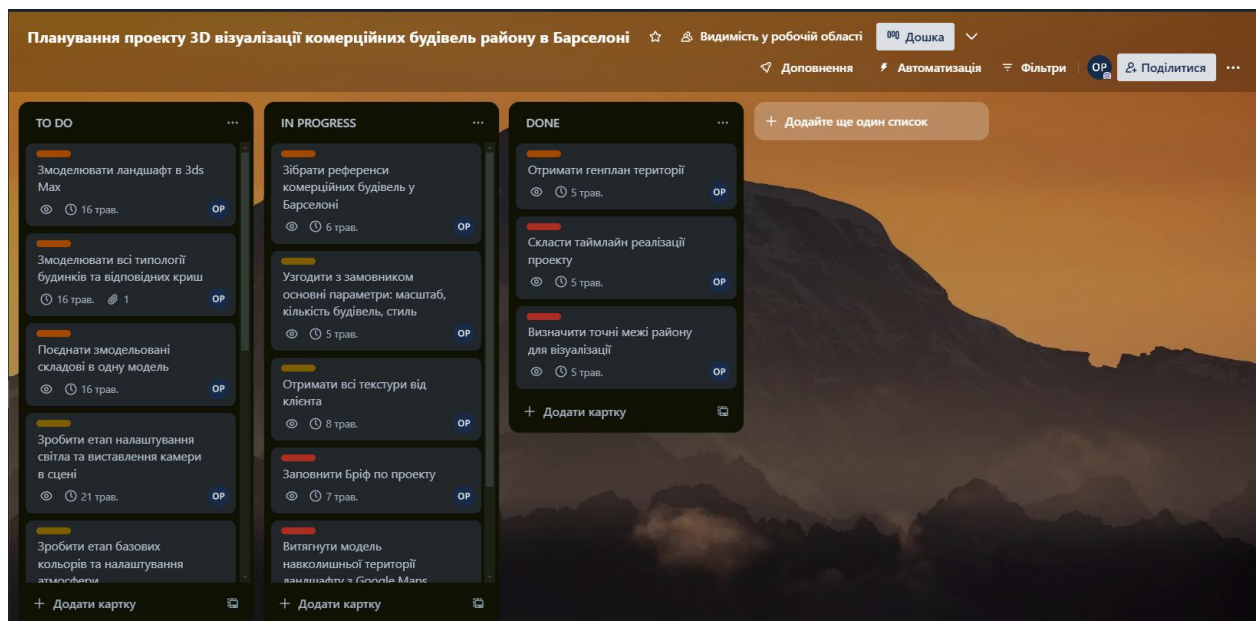 Планування проекту 3D візуалізації комерційних будівель району в Барселоні
Видимість у робочій області
Дошка
Доповнення
Автоматизація
Фільтри
OP
Поділитися
TO DO
Змоделювати ландшафт в 3ds
Max
16 трав.
OP
Змоделювати всі типології
будинків та відповідних криш
16 трав. 1
OP
Поєднати змодельовані
складові в одну модель
16 трав.
OP
Зробити етап налаштування
світла та виставлення камери
в сцені
21 трав.
OP
Зробити етап базових
кольорів та налаштування
атмосфери
+ Додати картку
IN PROGRESS
Зібрати референси
комерційних будівель у
Барселоні
6 трав.
OP
Узгодити з замовником
основні параметри: масштаб,
кількість будівель, стиль
5 трав.
OP
Отримати всі текстури від
клієнта
8 трав.
OP
Заповнити Бріф по проекту
7 трав.
OP
Витягнути модель
навколишньої території
ландшафту з Google Maps
+ Додати картку
DONE
Отримати генплан території
5 трав.
OP
Скласти таймлайн реалізації
проекту
5 трав.
OP
Визначити точні межі району
для візуалізації
5 трав.
OP
+ Додати картку
+ Додайте ще один список